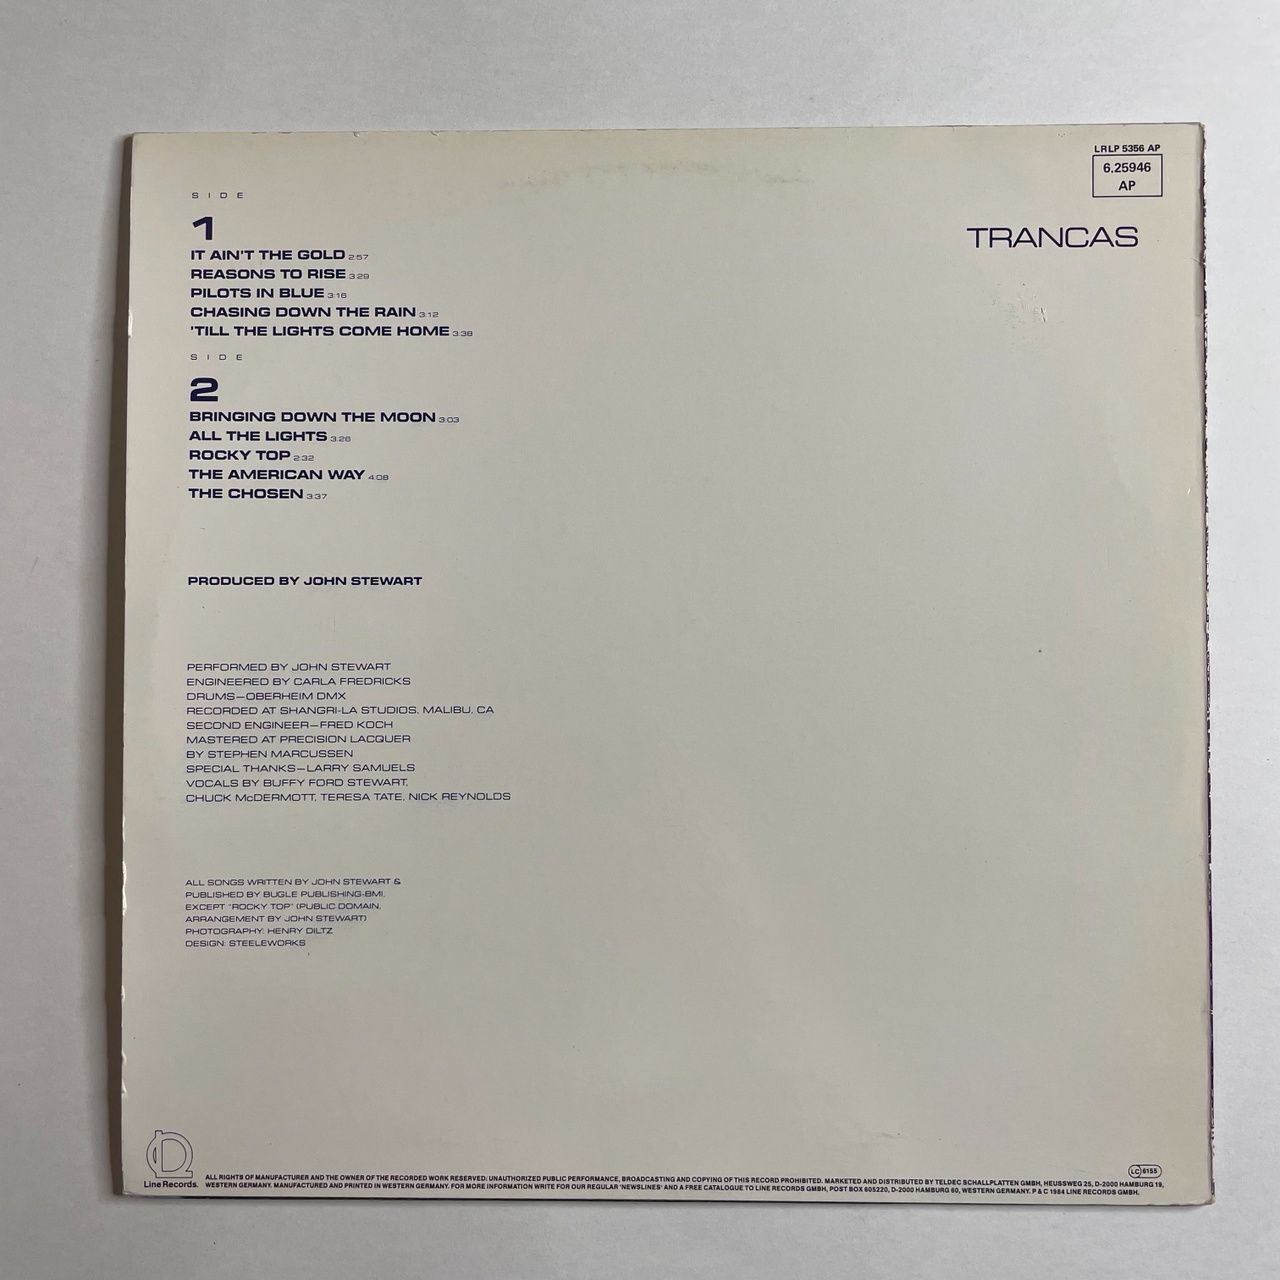 LRLP 5356 AP
6.25946
AP
TRANCAS
SIDE
1
IT AIN'T THE GOLD 2:57
REASONS TO RISE 3:29
PILOTS IN BLUE 3:16
CHASING DOWN THE RAIN 3:12
'TILL THE LIGHTS COME HOME 3:38
SIDE
2
BRINGING DOWN THE MOON 3:03
ALL THE LIGHTS 3:26
ROCKY TOP 2:32
THE AMERICAN WAY 4:08
THE CHOSEN 3:37
PRODUCED BY JOHN STEWART
PERFORMED BY JOHN STEWART
ENGINEERED BY CARLA FREDRICKS
DRUMS—OBERHEIM DMX
RECORDED AT SHANGRI-LA STUDIOS, MALIBU, CA
SECOND ENGINEER—FRED KOCH
MASTERED AT PRECISION LACQUER
BY STEPHEN MARCUSSEN
SPECIAL THANKS—LARRY SAMUELS
VOCALS BY BUFFY FORD STEWART,
CHUCK McDERMOTT, TERESA TATE, NICK REYNOLDS
ALL SONGS WRITTEN BY JOHN STEWART &
PUBLISHED BY BUGLE PUBLISHING-BMI,
EXCEPT "ROCKY TOP" (PUBLIC DOMAIN,
ARRANGEMENT BY JOHN STEWART)
PHOTOGRAPHY: HENRY DILTZ
DESIGN: STEELEWORKS
Line Records.
LC 6155
ALL RIGHTS OF MANUFACTURER AND THE OWNER OF THE RECORDED WORK RESERVED: UNAUTHORIZED PUBLIC PERFORMANCE, BROADCASTING AND COPYING OF THIS RECORD PROHIBITED. MARKETED AND DISTRIBUTED BY TELDEC SCHALLPLATTEN GMBH, HEUSSWEG 25, D-2000 HAMBURG 19,
WESTERN GERMANY. MANUFACTURED AND PRINTED IN WESTERN GERMANY. FOR MORE INFORMATION WRITE FOR OUR REGULAR 'NEWSLINES' AND A FREE CATALOGUE TO LINE RECORDS GMBH, POST BOX 605220, D-2000 HAMBURG 60, WESTERN GERMANY. P & C 1984 LINE RECORDS GMBH.